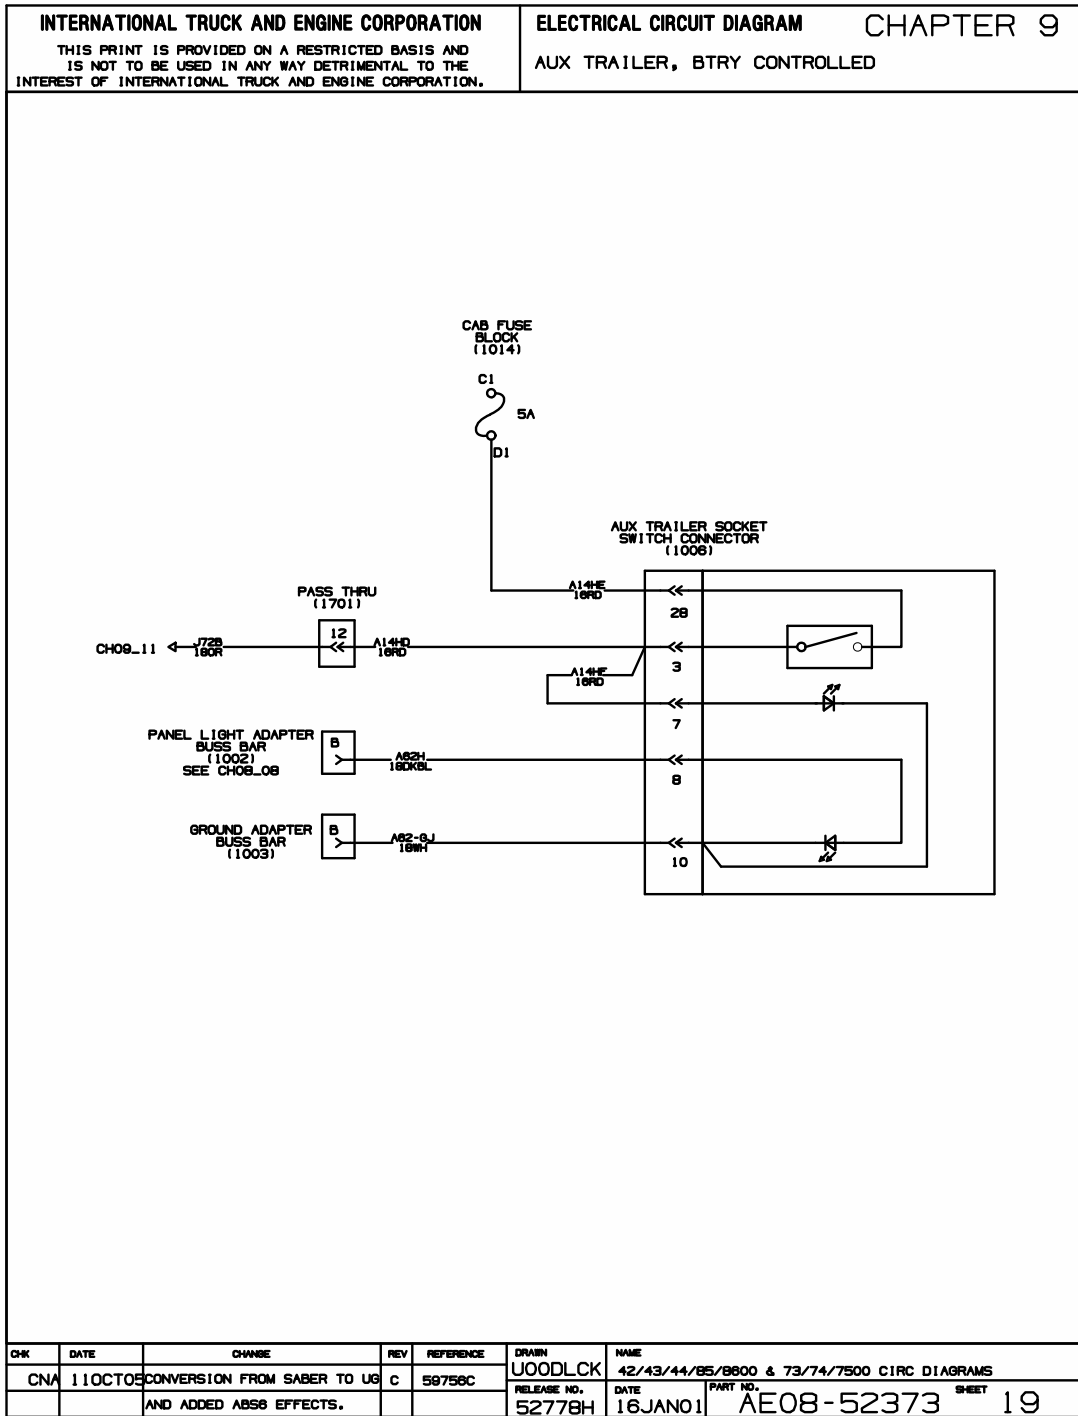 INTERNATIONAL TRUCK AND ENGINE CORPORATION
THIS PRINT IS PROVIDED ON A RESTRICTED BASIS AND
IS NOT TO BE USED IN ANY WAY DETRIMENTAL TO THE
INTEREST OF INTERNATIONAL TRUCK AND ENGINE CORPORATION.
ELECTRICAL CIRCUIT DIAGRAM CHAPTER 9
AUX TRAILER, BTRY CONTROLLED
CAB FUSE
BLOCK
(1014)
C1
5A
D1
AUX TRAILER SOCKET
SWITCH CONNECTOR
(1006)
A14HE
16RD
2B
PASS THRU
(1701)
12
CH09_11
J72B
18OR
A14HD
16RD
3
A14HF
16RD
7
PANEL LIGHT ADAPTER
BUSS BAR
(1002)
SEE CH08_08
B
A62H
18DKBL
8
GROUND ADAPTER
BUSS BAR
(1003)
B
A62-GJ
18WH
10
CHK DATE CHANGE REV REFERENCE
CNA 11OCT05 CONVERSION FROM SABER TO UG C 59756C
AND ADDED ABS6 EFFECTS.
DRAWN
UOODLCK
NAME
42/43/44/85/8600 & 73/74/7500 CIRC DIAGRAMS
RELEASE NO.
52778H
DATE
16JAN01
PART NO.
AE08-52373
SHEET
19